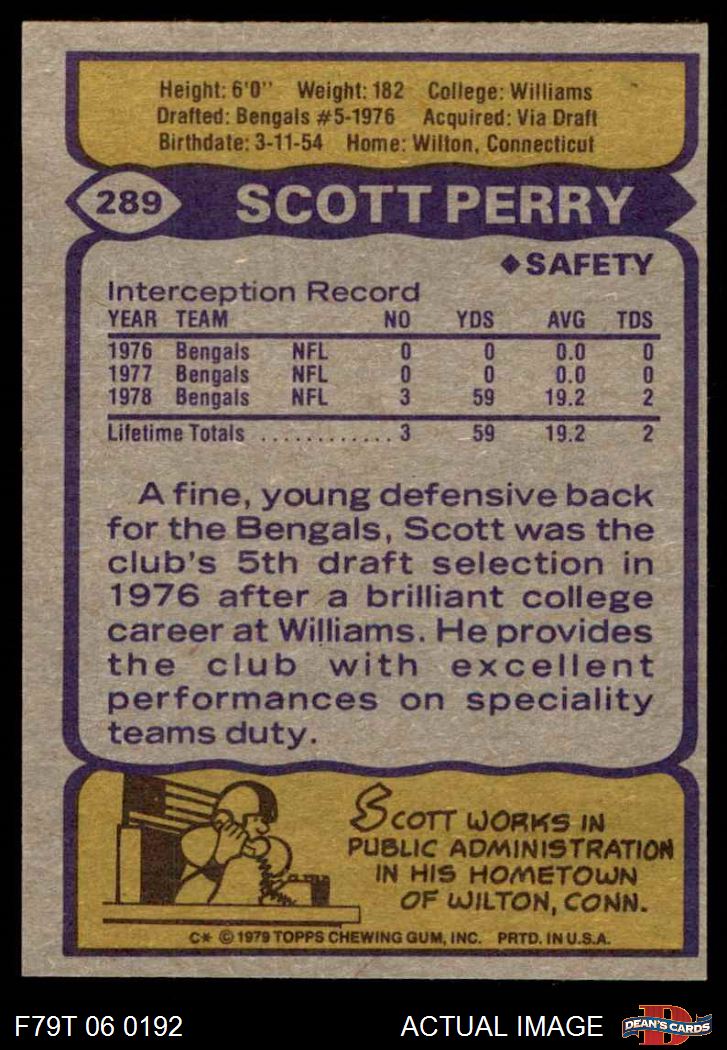 Height: 6'0" Weight: 182 College: Williams
Drafted: Bengals #5-1976 Acquired: Via Draft
Birthdate: 3-11-54 Home: Wilton, Connecticut
289 SCOTT PERRY
◆SAFETY
Interception Record
YEAR TEAM NO YDS AVG TDS
1976 Bengals NFL 0 0 0.0 0
1977 Bengals NFL 0 0 0.0 0
1978 Bengals NFL 3 59 19.2 2
Lifetime Totals ............ 3 59 19.2 2
A fine, young defensive back
for the Bengals, Scott was the
club's 5th draft selection in
1976 after a brilliant college
career at Williams. He provides
the club with excellent
performances on speciality
teams duty.
SCOTT WORKS IN
PUBLIC ADMINISTRATION
IN HIS HOMETOWN
OF WILTON, CONN.
C* © 1979 TOPPS CHEWING GUM, INC. PRTD. IN U.S.A.
F79T 06 0192 ACTUAL IMAGE D DEAN'S CARDS